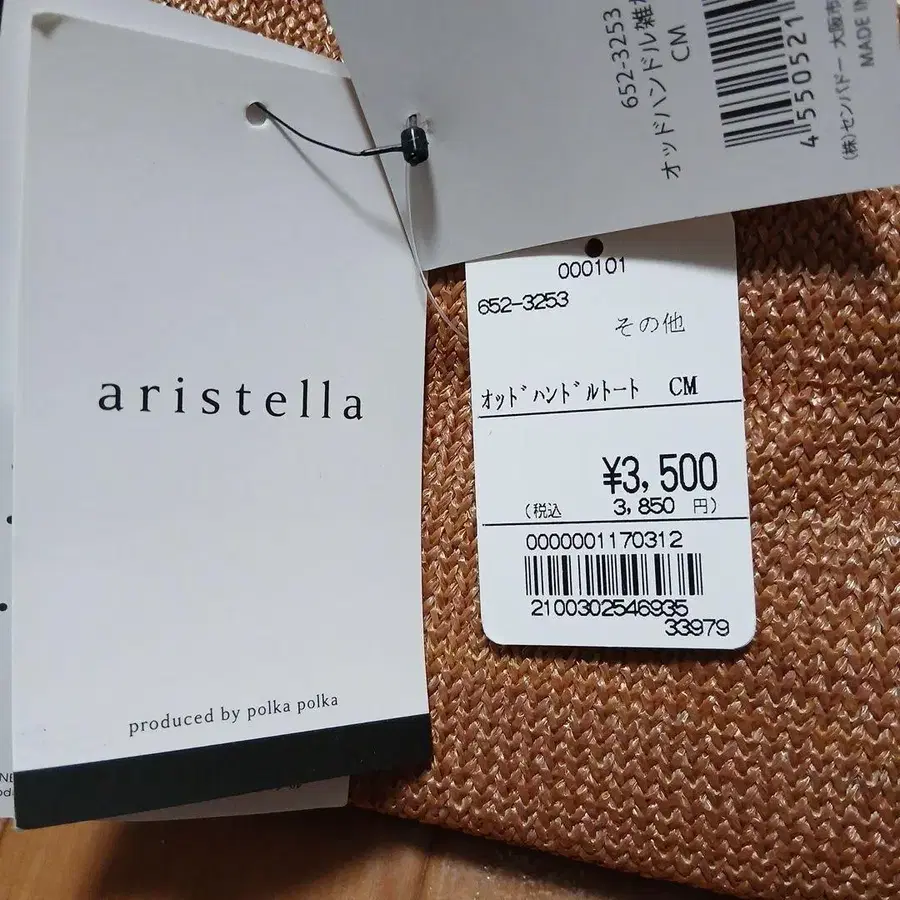 aristella
produced by polka polka
652-3253
オッドハンドル雑
CM
4 550521
(株)センバドー 大阪市
MADE IN
000101
652-3253
その他
オッドハンドルトート CM
¥3,500
(税込 3,850 円)
0000001170312
2100302546935
33979